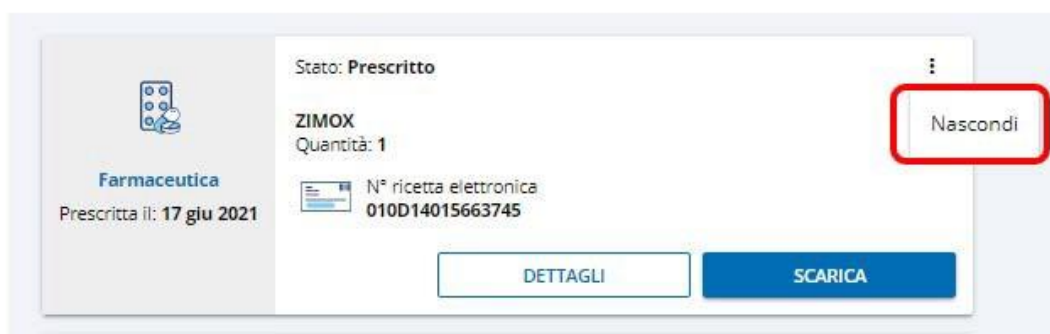 Stato: Prescritto
ZIMOX
Quantità: 1
Nascondi
Farmaceutica
Prescritta il: 17 giu 2021
N° ricetta elettronica
010D14015663745
DETTAGLI
SCARICA